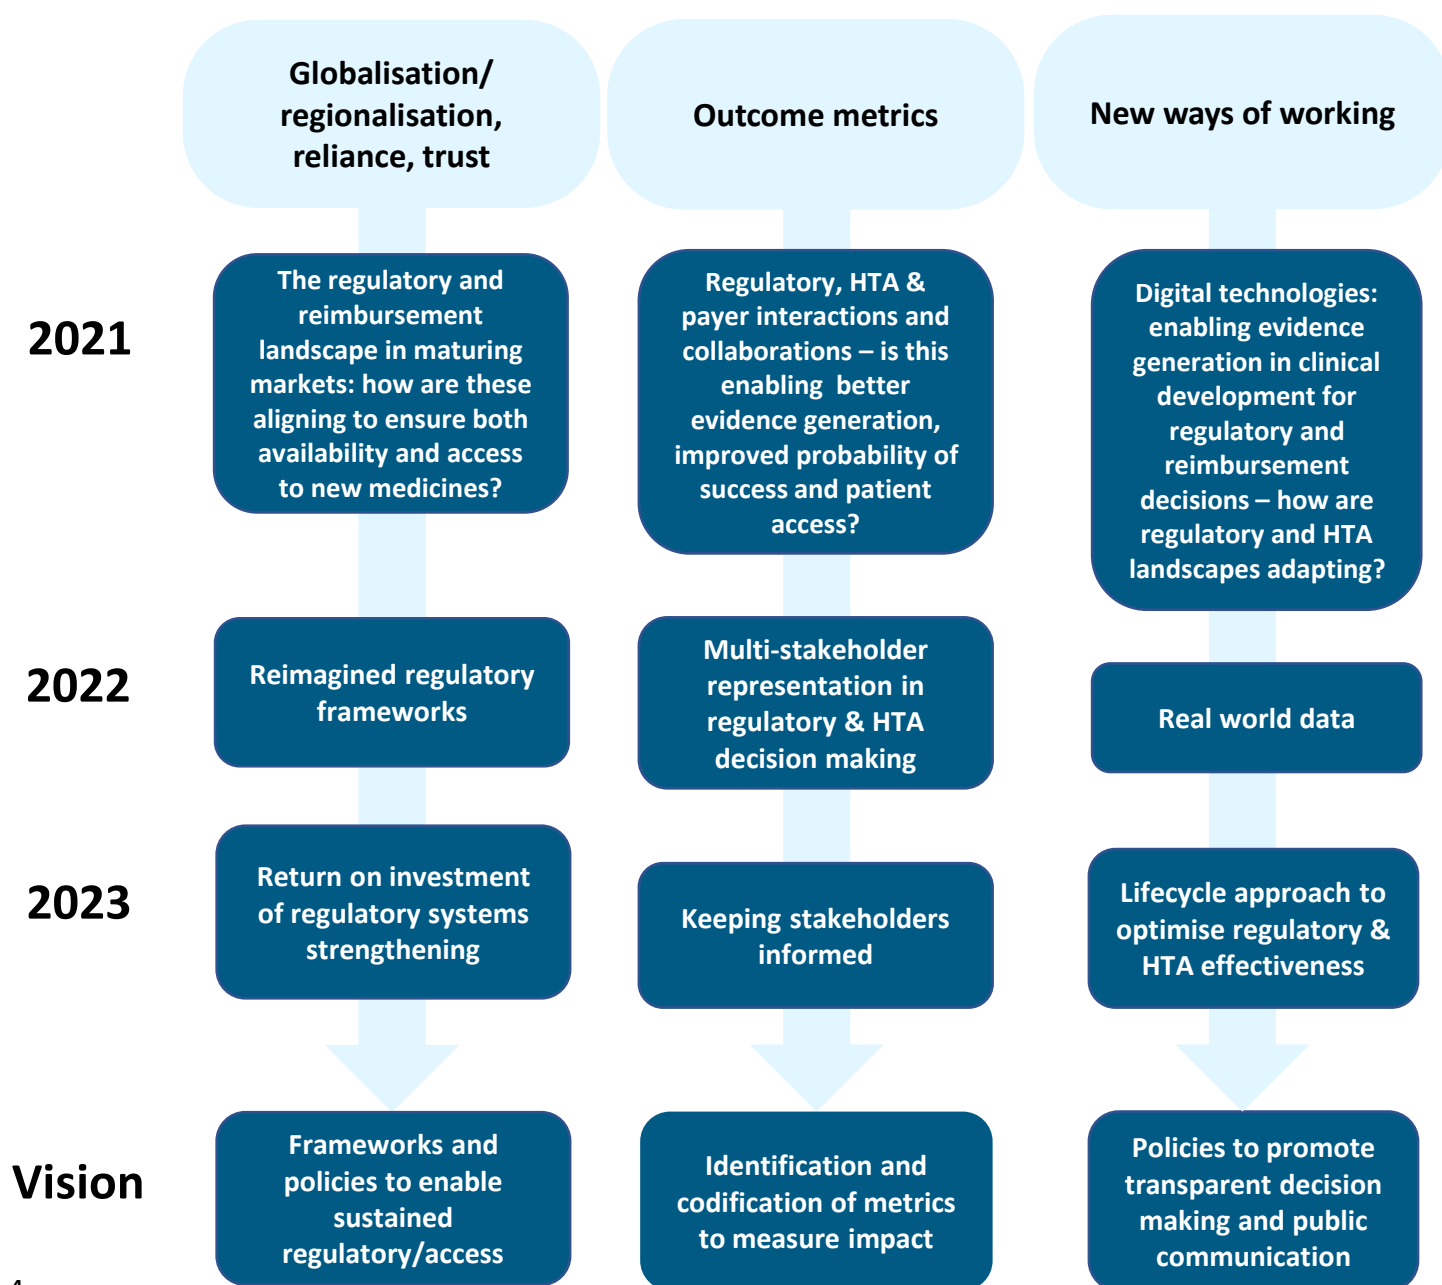 Globalisation/
regionalisation,
reliance, trust
Outcome metrics
New ways of working
2021
The regulatory and
reimbursement
landscape in maturing
markets: how are these
aligning to ensure both
availability and access
to new medicines?
Regulatory, HTA &
payer interactions and
collaborations – is this
enabling better
evidence generation,
improved probability of
success and patient
access?
Digital technologies:
enabling evidence
generation in clinical
development for
regulatory and
reimbursement
decisions – how are
regulatory and HTA
landscapes adapting?
2022
Reimagined regulatory
frameworks
Multi-stakeholder
representation in
regulatory & HTA
decision making
Real world data
2023
Return on investment
of regulatory systems
strengthening
Keeping stakeholders
informed
Lifecycle approach to
optimise regulatory &
HTA effectiveness
Vision
Frameworks and
policies to enable
sustained
regulatory/access
Identification and
codification of metrics
to measure impact
Policies to promote
transparent decision
making and public
communication